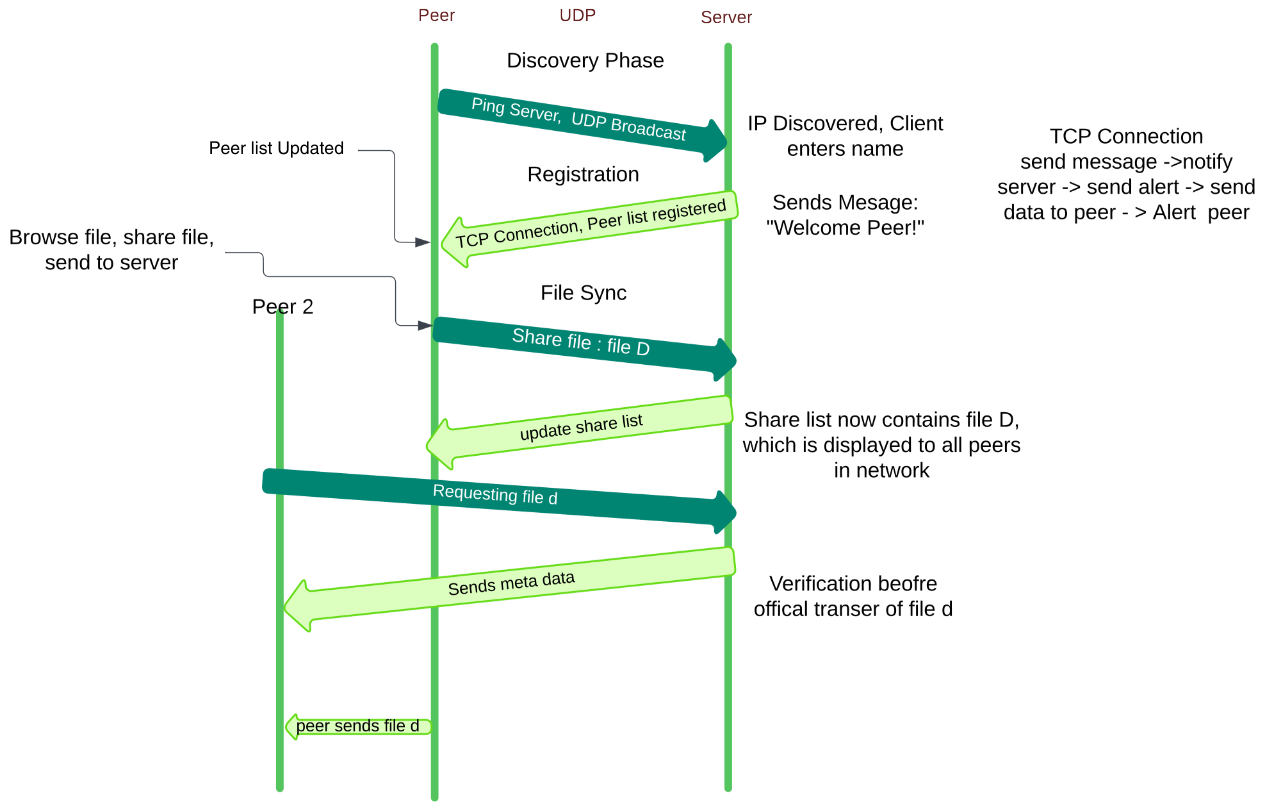 Peer
UDP
Server
Discovery Phase
Ping Server,  UDP Broadcast
IP Discovered, Client
enters name
TCP Connection
send message ->notify
server -> send alert -> send
data to peer - > Alert  peer
Peer list Updated
Registration
Sends Mesage:
"Welcome Peer!"
TCP Connection, Peer list registered
Browse file, share file,
send to server
File Sync
Peer 2
Share file : file D
update share list
Share list now contains file D,
which is displayed to all peers
in network
Requesting file d
Sends meta data
Verification beofre
offical transer of file d
peer sends file d